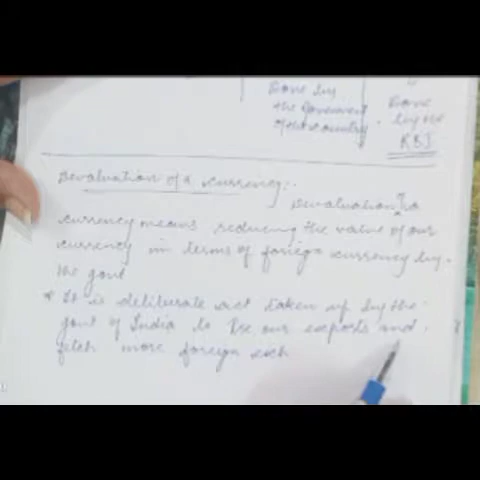 Done by
the Government
of the country.
Done
by the
RBI
Devaluation of a currency:-
Devaluation of a
currency means reducing the value of our
currency in terms of foreign currency by
the govt
* It is deliberate act taken up by the
govt of India to the our exports and
fetch more foreign exch